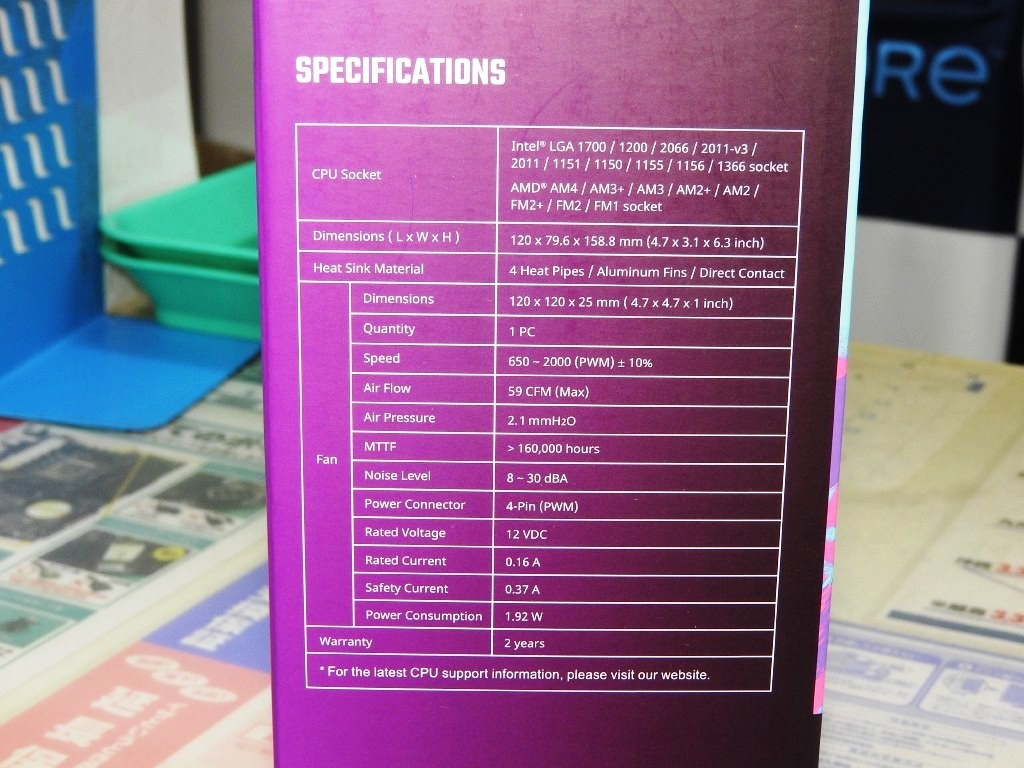 SPECIFICATIONS
CPU Socket
Intel® LGA 1700 / 1200 / 2066 / 2011-v3 /
2011 / 1151 / 1150 / 1155 / 1156 / 1366 socket
AMD® AM4 / AM3+ / AM3 / AM2+ / AM2 /
FM2+ / FM2 / FM1 socket
Dimensions ( L x W x H )
120 x 79.6 x 158.8 mm (4.7 x 3.1 x 6.3 inch)
Heat Sink Material
4 Heat Pipes / Aluminum Fins / Direct Contact
Fan
Dimensions
120 x 120 x 25 mm ( 4.7 x 4.7 x 1 inch)
Quantity
1 PC
Speed
650 ~ 2000 (PWM) ± 10%
Air Flow
59 CFM (Max)
Air Pressure
2.1 mmH2O
MTTF
> 160,000 hours
Noise Level
8 ~ 30 dBA
Power Connector
4-Pin (PWM)
Rated Voltage
12 VDC
Rated Current
0.16 A
Safety Current
0.37 A
Power Consumption
1.92 W
Warranty
2 years
* For the latest CPU support information, please visit our website.